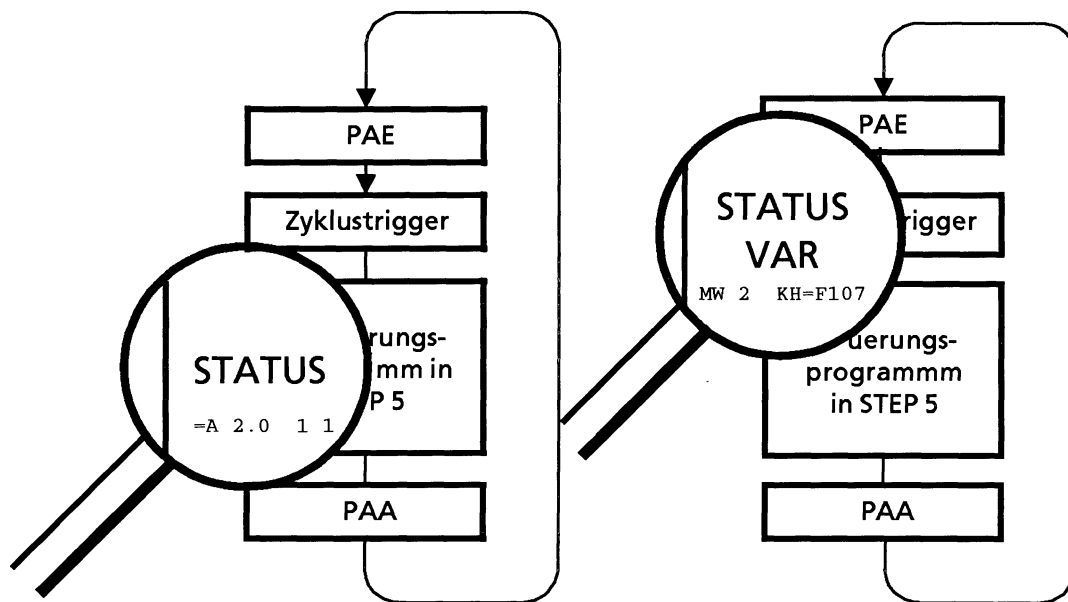 PAE
Zyklustrigger
rungs-
mm in
P 5
STATUS
=A 2.0 1 1
PAA
PAE
STATUS
VAR
rigger
MW 2 KH=F107
uerungs-
programmm
in STEP 5
PAA